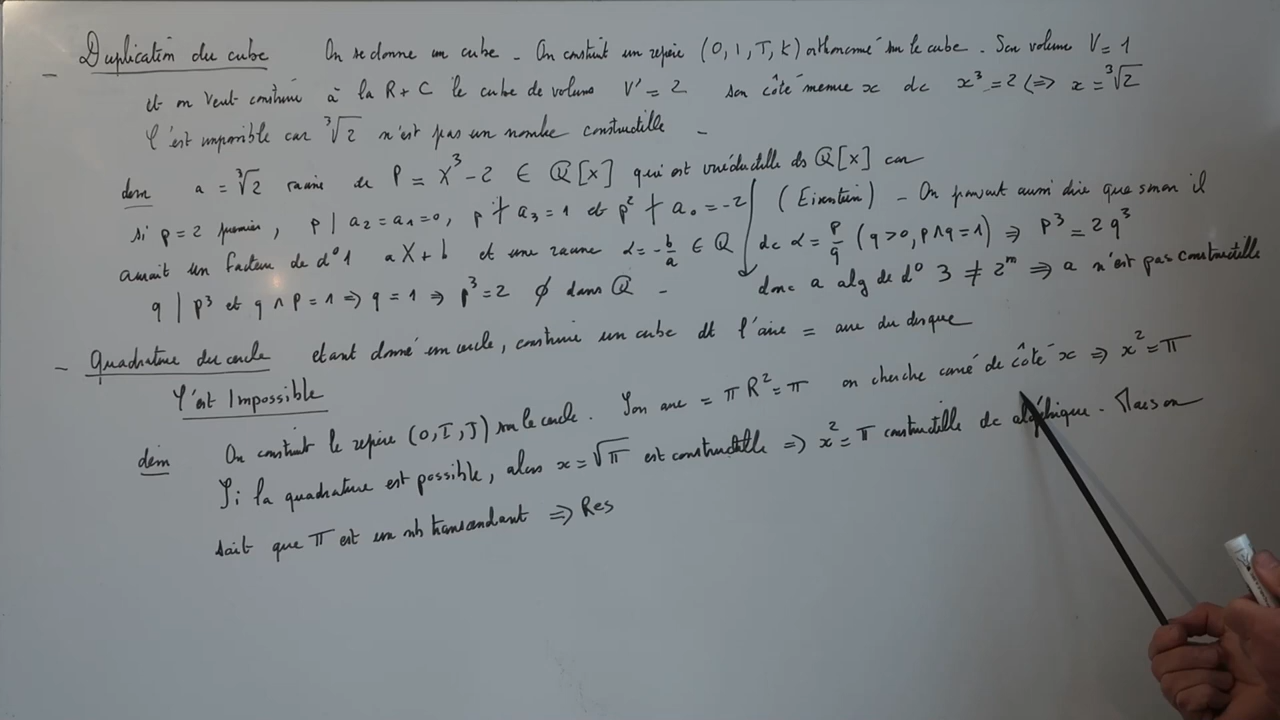 - Duplication du cube On se donne un cube - On construit un repère (O, I, J, K) orthonormé sur le cube. Son volume V = 1
et on veut construire à la R+C le cube de volume V' = 2 son côté mesure x dc x³ = 2 (=> x = ³√2
C'est impossible car ³√2 n'est pas un nombre constructible -
dem a = ³√2 racine de P = X³ - 2 ∈ Q[X] qui est irréductible ds Q[X] car
si p = 2 premier, p | a₂ = a₁ = 0, p ∤ a₃ = 1 et p² ∤ a₀ = -2 (Eisenstein) - On pouvait aussi dire que sinon il
aurait un facteur de d° 1 aX + b et une racine α = -b/a ∈ Q dc α = p/q (q>0, p∧q = 1) => p³ = 2q³
q | p³ et q ∧ p = 1 => q = 1 => p³ = 2 ∅ dans Q - donc a alg de d° 3 ≠ 2ᵐ => a n'est pas constructible
- Quadrature du cercle etant donné un cercle, construire un cube dt l'aire = aire du disque
C'est Impossible
dém On construit le repère (O, I, J) sur le cercle. Son aire = πR² = π on cherche carré de côté x => x² = π
Si la quadrature est possible, alors x = √π est constructible => x² = π constructible dc algébrique. Mais on
sait que π est un nb transcendant => Res